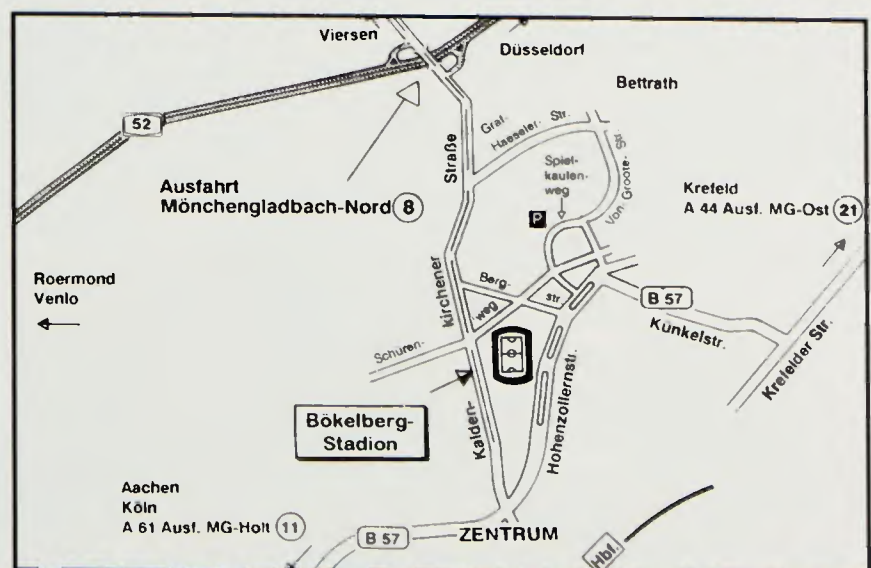 Viersen
Düsseldorf
Bettrath
52
Graf-
Haeseler-Str.
Straße
Spiel-
kaulen-
weg
Von-Groote-Str.
Ausfahrt
Mönchengladbach-Nord 8
P
Krefeld
A 44 Ausf. MG-Ost 21
Roermond
Venlo
Kirchener
Berg-
str.
weg
B 57
Künkelstr.
Krefelder Str.
Schuren-
Bökelberg-
Stadion
Kalden-
Hohenzollernstr.
Aachen
Köln
A 61 Ausf. MG-Holt 11
B 57
ZENTRUM
Hbf.